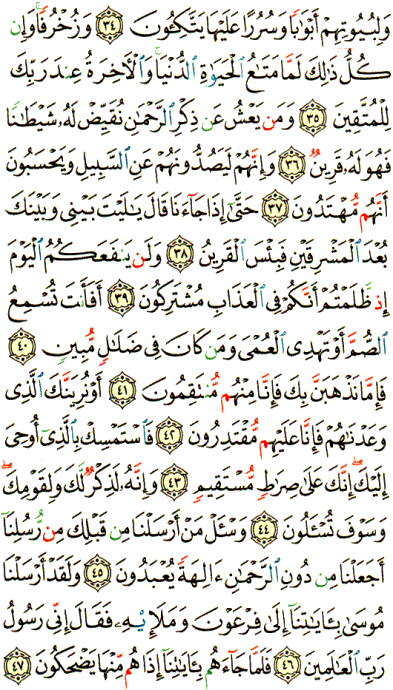 وَلِبُيُوتِهِمْ أَبْوَٰبًا وَسُرُرًا عَلَيْهَا يَتَّكِـُٔونَ ٣٤ وَزُخْرُفًا ۚ وَإِن
كُلُّ ذَٰلِكَ لَمَّا مَتَـٰعُ ٱلْحَيَوٰةِ ٱلدُّنْيَا ۚ وَٱلْـَٔاخِرَةُ عِندَ رَبِّكَ
لِلْمُتَّقِينَ ٣٥ وَمَن يَعْشُ عَن ذِكْرِ ٱلرَّحْمَـٰنِ نُقَيِّضْ لَهُۥ شَيْطَـٰنًا
فَهُوَ لَهُۥ قَرِينٌ ٣٦ وَإِنَّهُمْ لَيَصُدُّونَهُمْ عَنِ ٱلسَّبِيلِ وَيَحْسَبُونَ
أَنَّهُم مُّهْتَدُونَ ٣٧ حَتَّىٰٓ إِذَا جَآءَنَا قَالَ يَـٰلَيْتَ بَيْنِى وَبَيْنَكَ
بُعْدَ ٱلْمَشْرِقَيْنِ فَبِئْسَ ٱلْقَرِينُ ٣٨ وَلَن يَنفَعَكُمُ ٱلْيَوْمَ
إِذ ظَّلَمْتُمْ أَنَّكُمْ فِى ٱلْعَذَابِ مُشْتَرِكُونَ ٣٩ أَفَأَنتَ تُسْمِعُ
ٱلصُّمَّ أَوْ تَهْدِى ٱلْعُمْىَ وَمَن كَانَ فِى ضَلَـٰلٍ مُّبِينٍ ٤٠
فَإِمَّا نَذْهَبَنَّ بِكَ فَإِنَّا مِنْهُم مُّنتَقِمُونَ ٤١ أَوْ نُرِيَنَّكَ ٱلَّذِى
وَعَدْنَـٰهُمْ فَإِنَّا عَلَيْهِم مُّقْتَدِرُونَ ٤٢ فَٱسْتَمْسِكْ بِٱلَّذِىٓ أُوحِىَ
إِلَيْكَ ۖ إِنَّكَ عَلَىٰ صِرَٰطٍ مُّسْتَقِيمٍ ٤٣ وَإِنَّهُۥ لَذِكْرٌ لَّكَ وَلِقَوْمِكَ ۖ
وَسَوْفَ تُسْـَٔلُونَ ٤٤ وَسْـَٔلْ مَنْ أَرْسَلْنَا مِن قَبْلِكَ مِن رُّسُلِنَآ
أَجَعَلْنَا مِن دُونِ ٱلرَّحْمَـٰنِ ءَالِهَةً يُعْبَدُونَ ٤٥ وَلَقَدْ أَرْسَلْنَا
مُوسَىٰ بِـَٔايَـٰتِنَآ إِلَىٰ فِرْعَوْنَ وَمَلَإِي۟هِۦ فَقَالَ إِنِّى رَسُولُ
رَبِّ ٱلْعَـٰلَمِينَ ٤٦ فَلَمَّا جَآءَهُم بِـَٔايَـٰتِنَآ إِذَا هُم مِّنْهَا يَضْحَكُونَ ٤٧